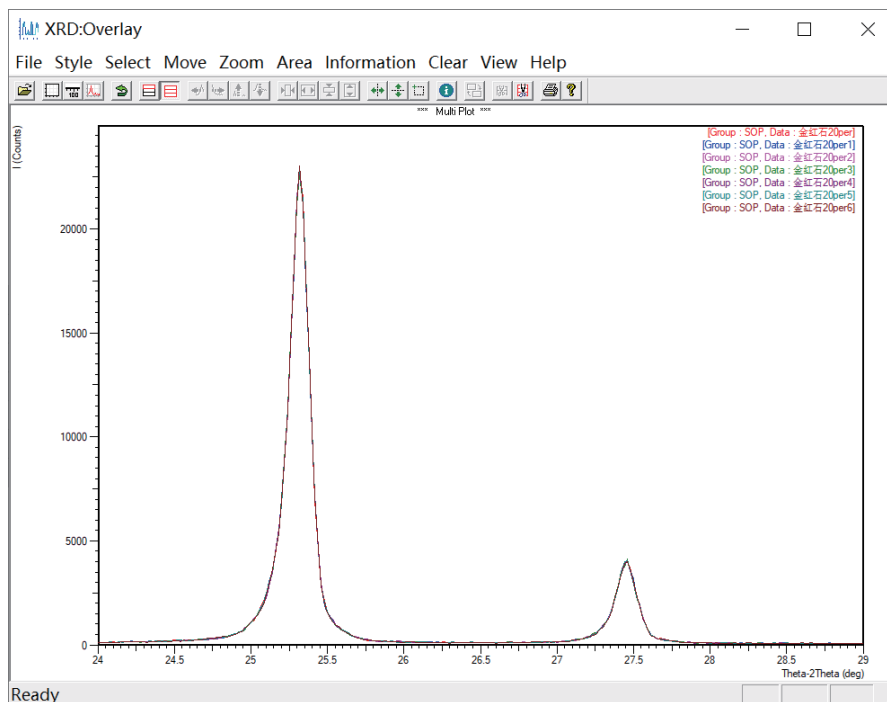 XRD:Overlay
File Style Select Move Zoom Area Information Clear View Help
*** Multi Plot ***
I (Counts)
[Group : SOP, Data : 金红石20per]
[Group : SOP, Data : 金红石20per1]
[Group : SOP, Data : 金红石20per2]
[Group : SOP, Data : 金红石20per3]
[Group : SOP, Data : 金红石20per4]
[Group : SOP, Data : 金红石20per5]
[Group : SOP, Data : 金红石20per6]
20000
15000
10000
5000
0
24 24.5 25 25.5 26 26.5 27 27.5 28 28.5 29
Theta-2Theta (deg)
Ready